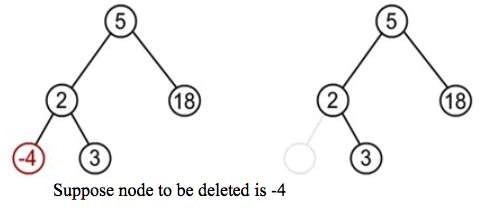 5 5
2 18 2 18
-4 3 3
Suppose node to be deleted is -4